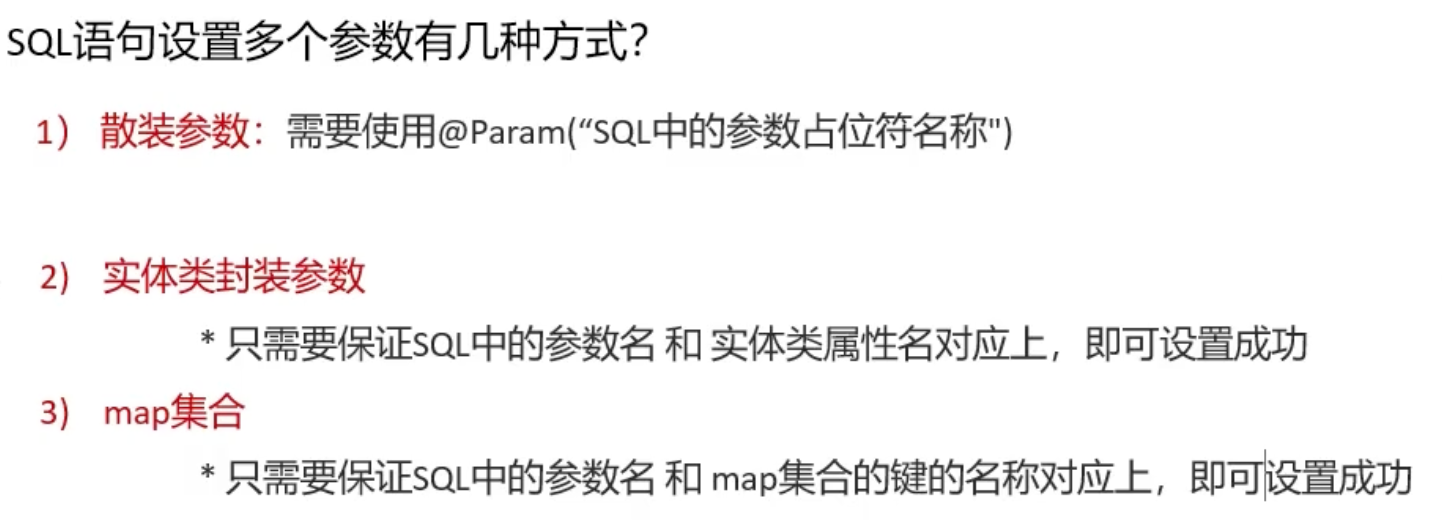 SQL语句设置多个参数有几种方式？
1） 散装参数：需要使用@Param(“SQL中的参数占位符名称")
2） 实体类封装参数
* 只需要保证SQL中的参数名 和 实体类属性名对应上，即可设置成功
3） map集合
* 只需要保证SQL中的参数名 和 map集合的键的名称对应上，即可设置成功